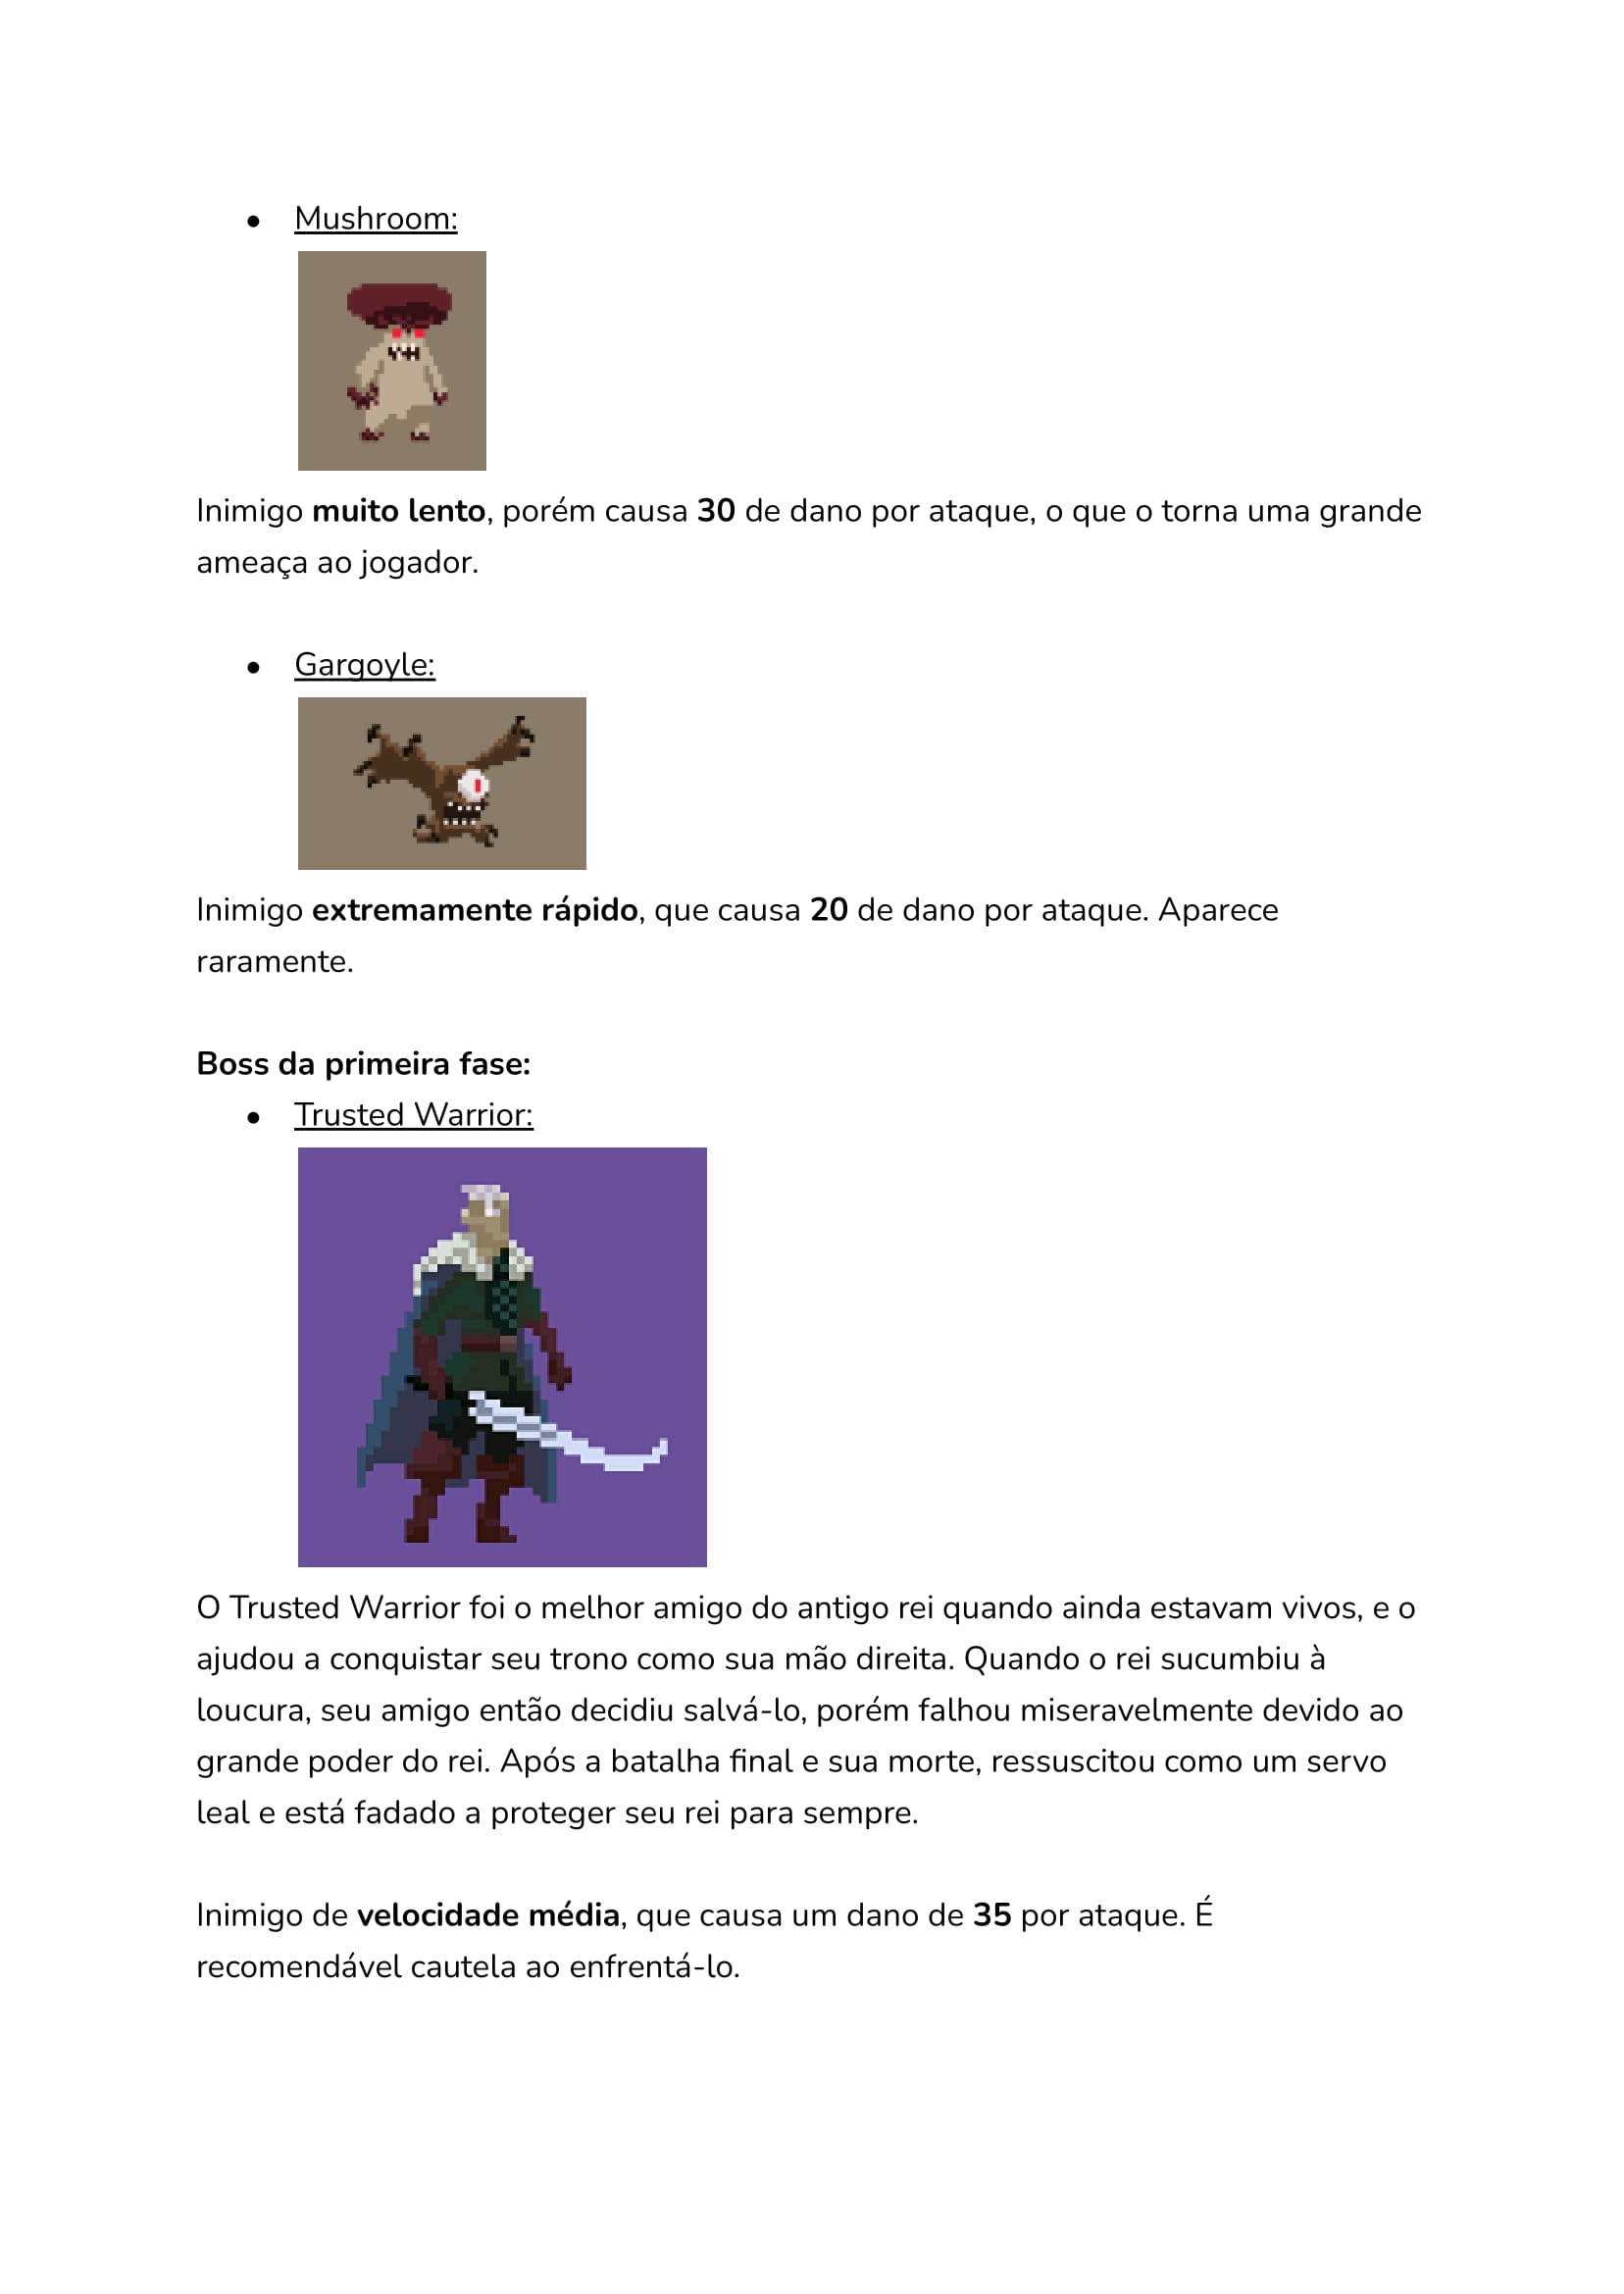 ● Mushroom:
Inimigo muito lento, porém causa 30 de dano por ataque, o que o torna uma grande
ameaça ao jogador.
● Gargoyle:
Inimigo extremamente rápido, que causa 20 de dano por ataque. Aparece
raramente.
Boss da primeira fase:
● Trusted Warrior:
O Trusted Warrior foi o melhor amigo do antigo rei quando ainda estavam vivos, e o
ajudou a conquistar seu trono como sua mão direita. Quando o rei sucumbiu à
loucura, seu amigo então decidiu salvá-lo, porém falhou miseravelmente devido ao
grande poder do rei. Após a batalha final e sua morte, ressuscitou como um servo
leal e está fadado a proteger seu rei para sempre.
Inimigo de velocidade média, que causa um dano de 35 por ataque. É
recomendável cautela ao enfrentá-lo.